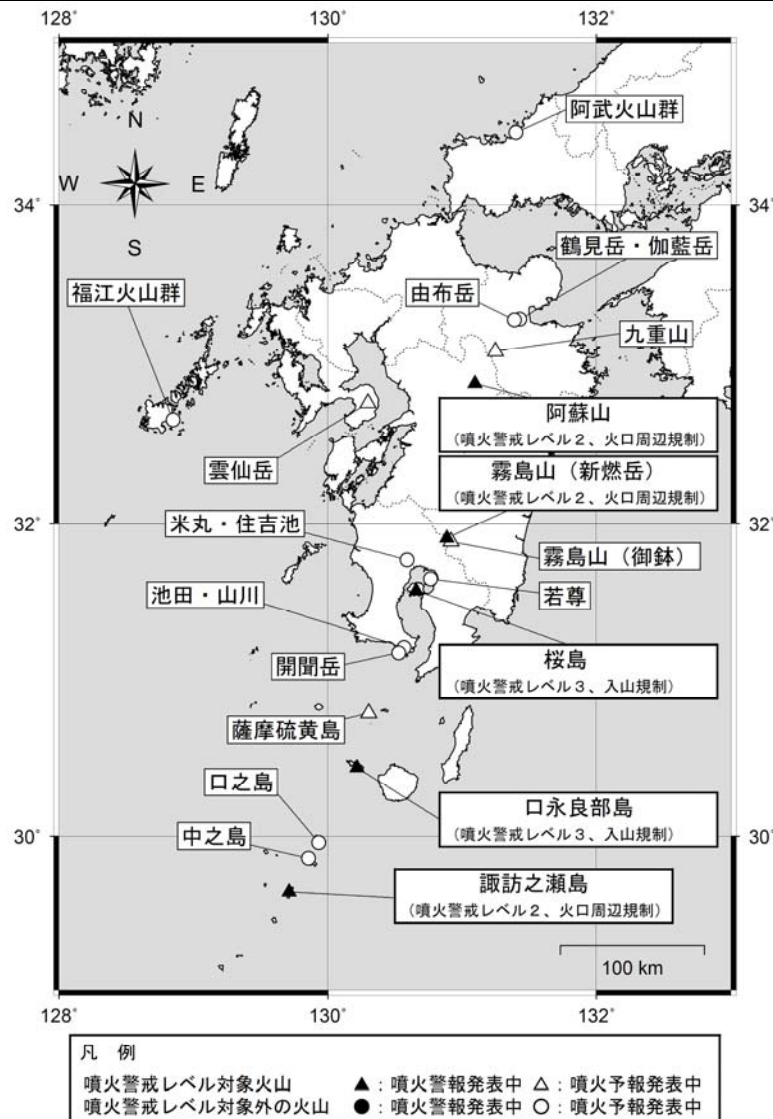 128° 130° 132°
N
阿武火山群
W E
34° 34°
S
鶴見岳・伽藍岳
福江火山群
由布岳
九重山
阿蘇山
(噴火警戒レベル2、火口周辺規制)
雲仙岳
霧島山(新燃岳)
(噴火警戒レベル2、火口周辺規制)
32° 32°
米丸・住吉池
霧島山(御鉢)
池田・山川
若尊
開聞岳
桜島
(噴火警戒レベル3、入山規制)
薩摩硫黄島
口之島
口永良部島
(噴火警戒レベル3、入山規制)
30° 30°
中之島
諏訪之瀬島
(噴火警戒レベル2、火口周辺規制)
100 km
128° 130° 132°
凡 例
噴火警戒レベル対象火山 ▲:噴火警報発表中 △:噴火予報発表中
噴火警戒レベル対象外の火山 ●:噴火警報発表中 ○:噴火予報発表中